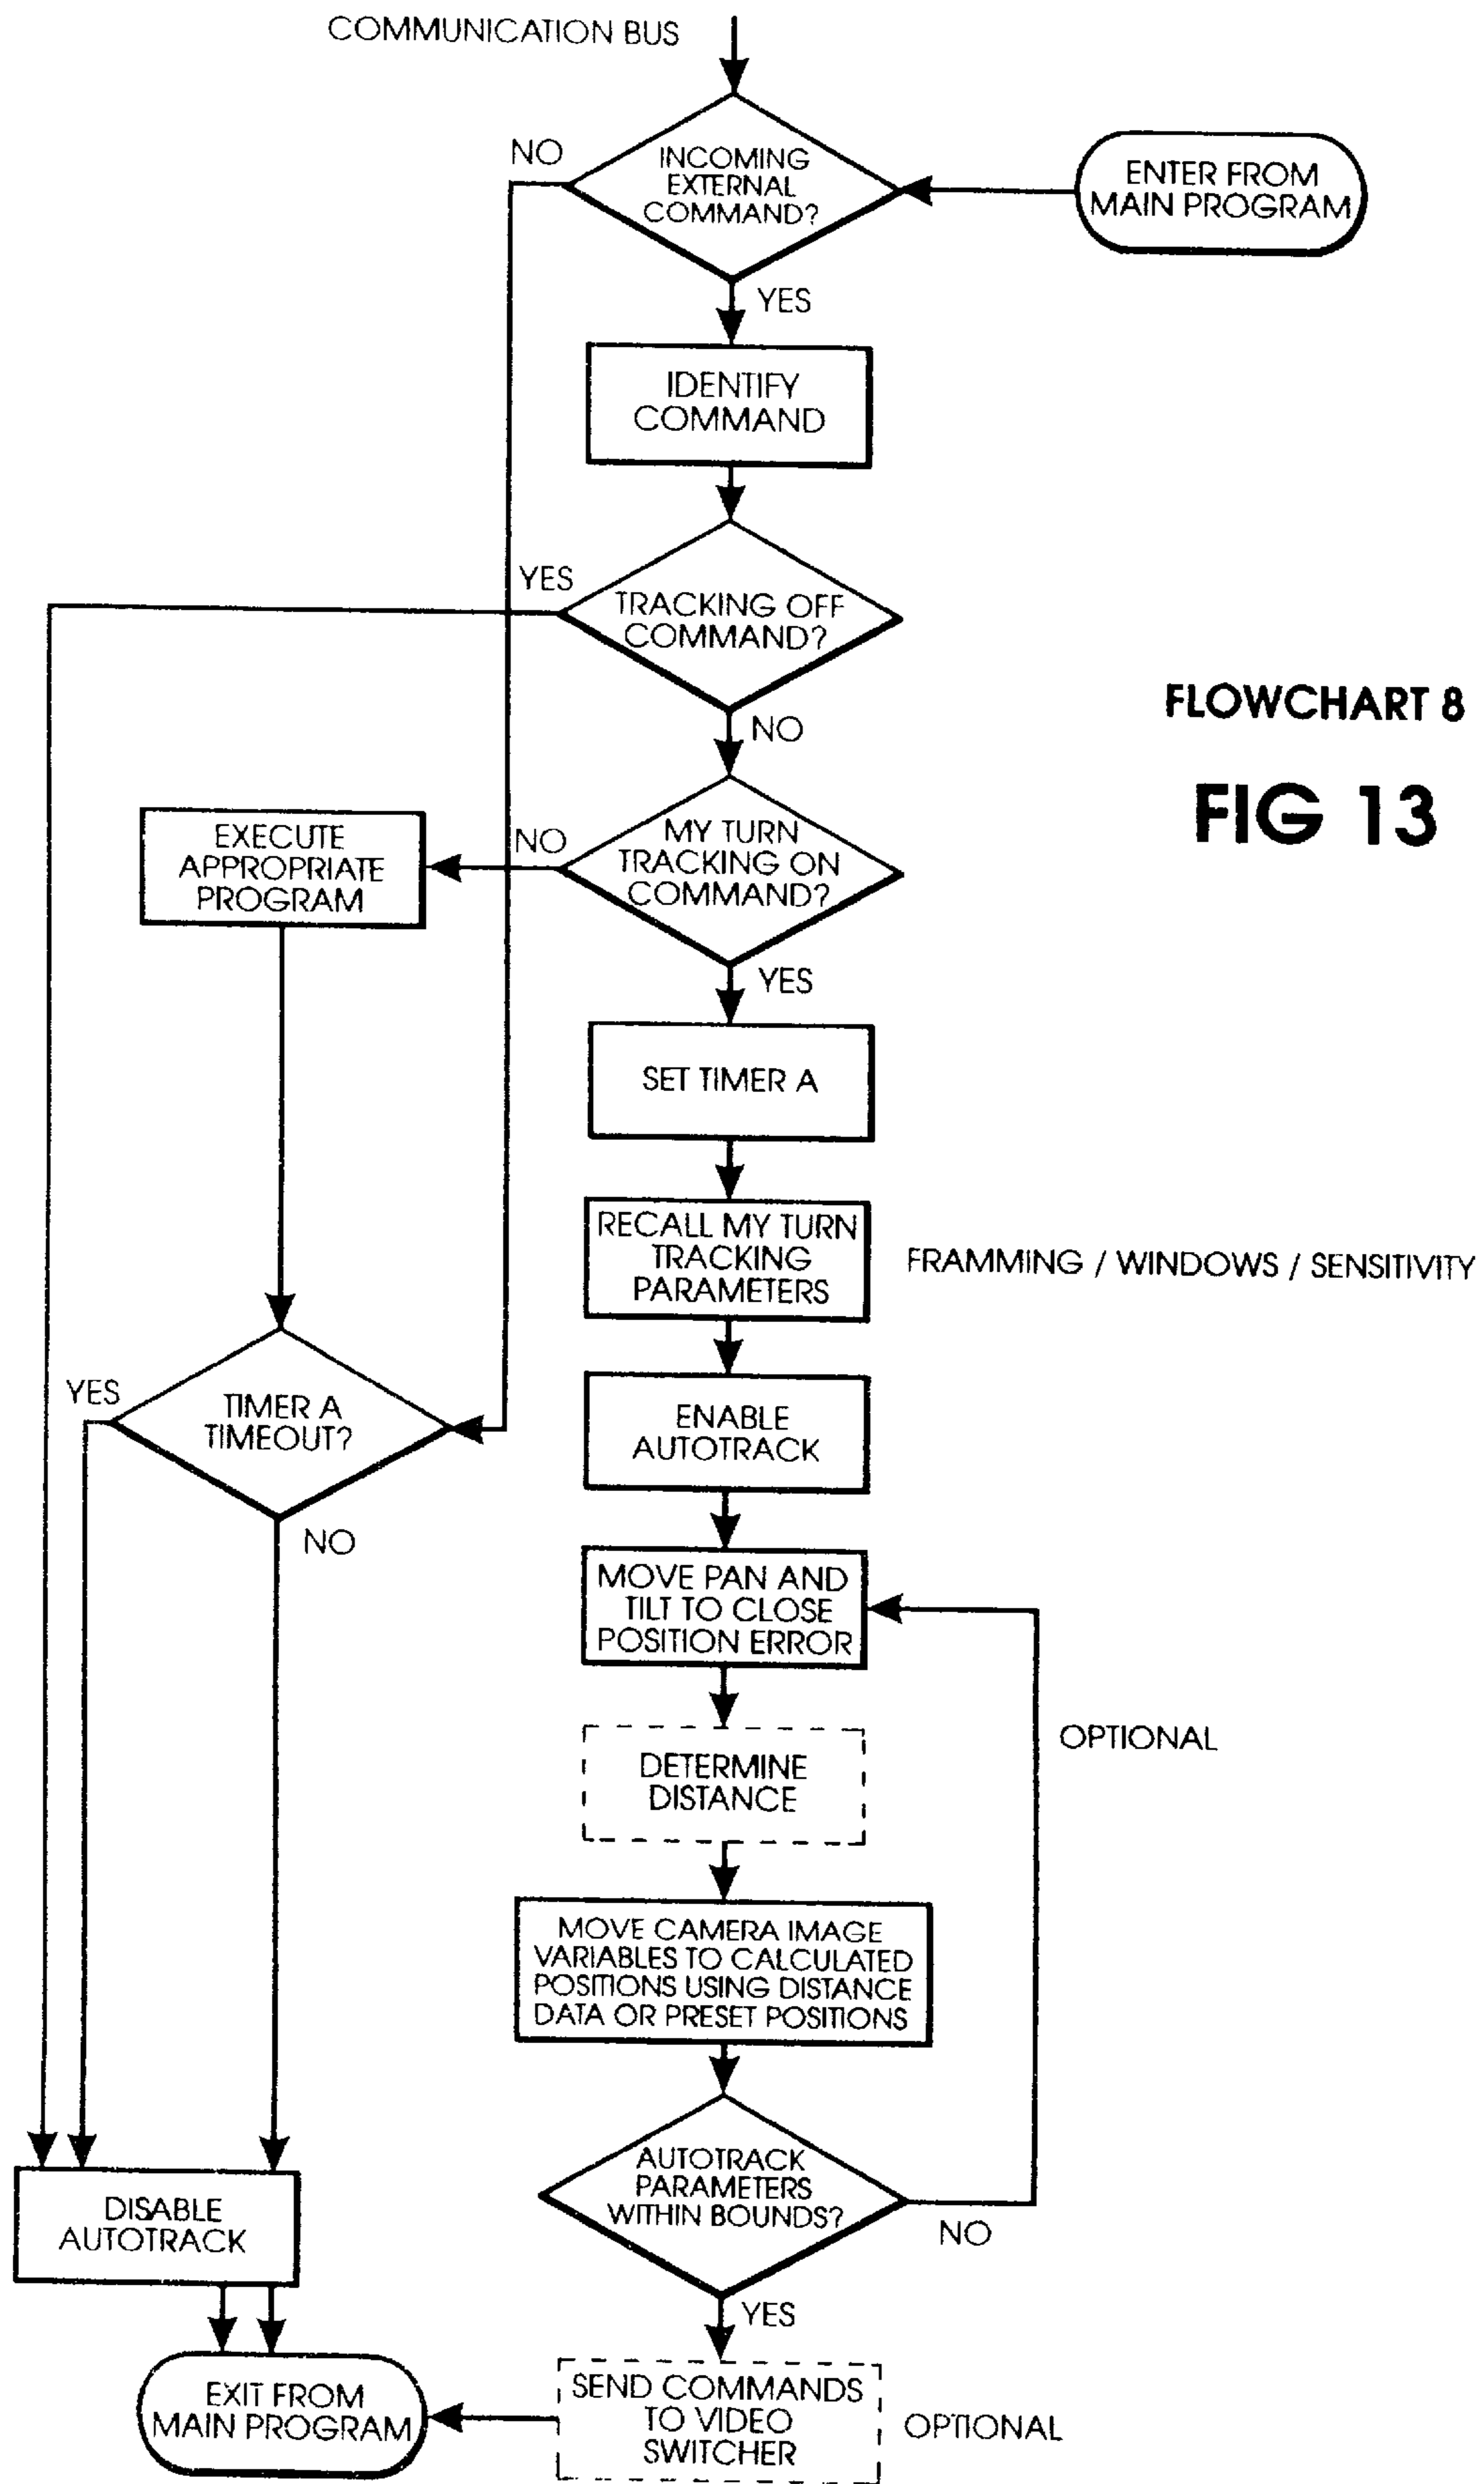 COMMUNICATION BUS
NO
INCOMING
EXTERNAL
COMMAND?
ENTER FROM
MAIN PROGRAM
YES
IDENTIFY
COMMAND
YES
TRACKING OFF
COMMAND?
NO
FLOWCHART 8
FIG 13
EXECUTE
APPROPRIATE
PROGRAM
NO
MY TURN
TRACKING ON
COMMAND?
YES
SET TIMER A
RECALL MY TURN
TRACKING
PARAMETERS
FRAMMING / WINDOWS / SENSITIVITY
YES
TIMER A
TIMEOUT?
NO
ENABLE
AUTOTRACK
MOVE PAN AND
TILT TO CLOSE
POSITION ERROR
OPTIONAL
DETERMINE
DISTANCE
MOVE CAMERA IMAGE
VARIABLES TO CALCULATED
POSITIONS USING DISTANCE
DATA OR PRESET POSITIONS
AUTOTRACK
PARAMETERS
WITHIN BOUNDS?
NO
YES
DISABLE
AUTOTRACK
EXIT FROM
MAIN PROGRAM
SEND COMMANDS
TO VIDEO
SWITCHER
OPTIONAL